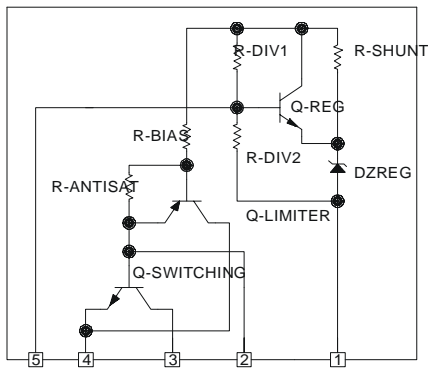 R-DIV1
R-SHUNT
Q-REG
R-BIAS
R-DIV2
DZREG
R-ANTISAT
Q-LIMITER
Q-SWITCHING
5
4
3
2
1